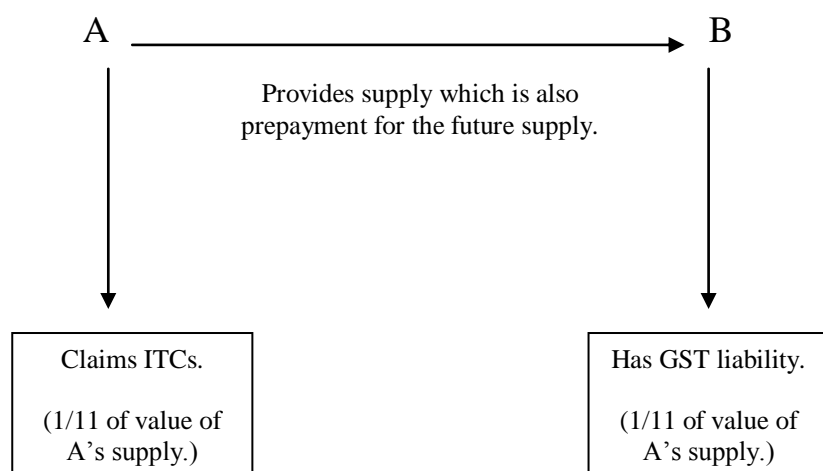 A
B
Provides supply which is also
prepayment for the future supply.
Claims ITCs.
(1/11 of value of
A’s supply.)
Has GST liability.
(1/11 of value of
A’s supply.)